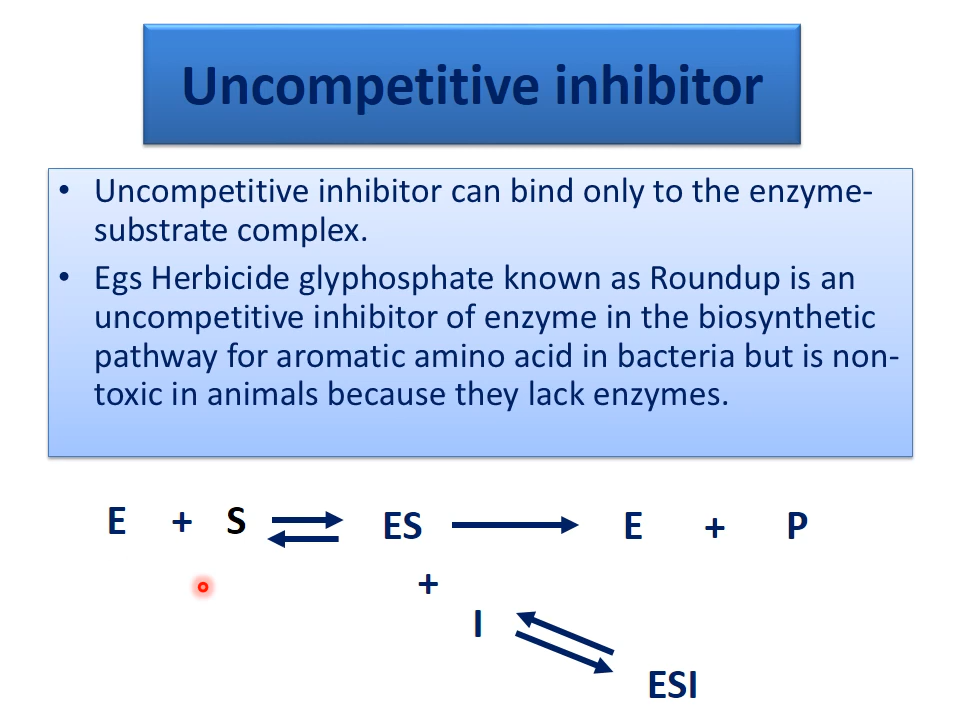 Uncompetitive inhibitor
• Uncompetitive inhibitor can bind only to the enzyme-
substrate complex.
• Egs Herbicide glyphosphate known as Roundup is an
uncompetitive inhibitor of enzyme in the biosynthetic
pathway for aromatic amino acid in bacteria but is non-
toxic in animals because they lack enzymes.
E + S ES E + P
+
I
ESI